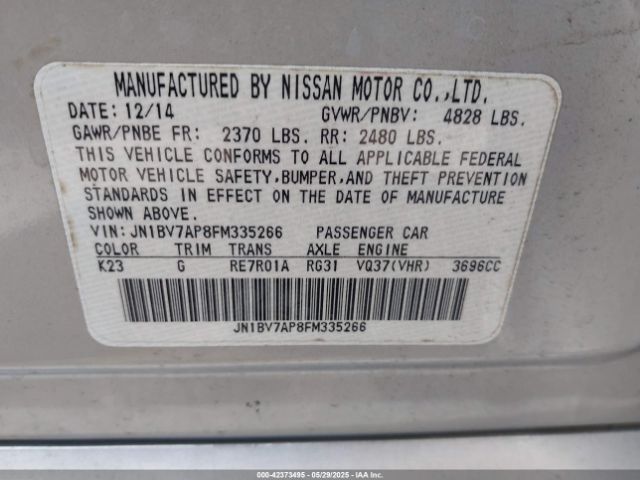 MANUFACTURED BY NISSAN MOTOR CO.,LTD.
DATE: 12/14 GVWR/PNBV: 4828 LBS.
GAWR/PNBE FR: 2370 LBS. RR: 2480 LBS.
THIS VEHICLE CONFORMS TO ALL APPLICABLE FEDERAL
MOTOR VEHICLE SAFETY,BUMPER,AND THEFT PREVENTION
STANDARDS IN EFFECT ON THE DATE OF MANUFACTURE
SHOWN ABOVE.
VIN:JN1BV7AP8FM335266 PASSENGER CAR
COLOR TRIM TRANS AXLE ENGINE
K23 G RE7R01A RG31 VQ37(VHR) 3696CC
JN1BV7AP8FM335266
000-42373495 - 05/29/2025 - IAAI.COM